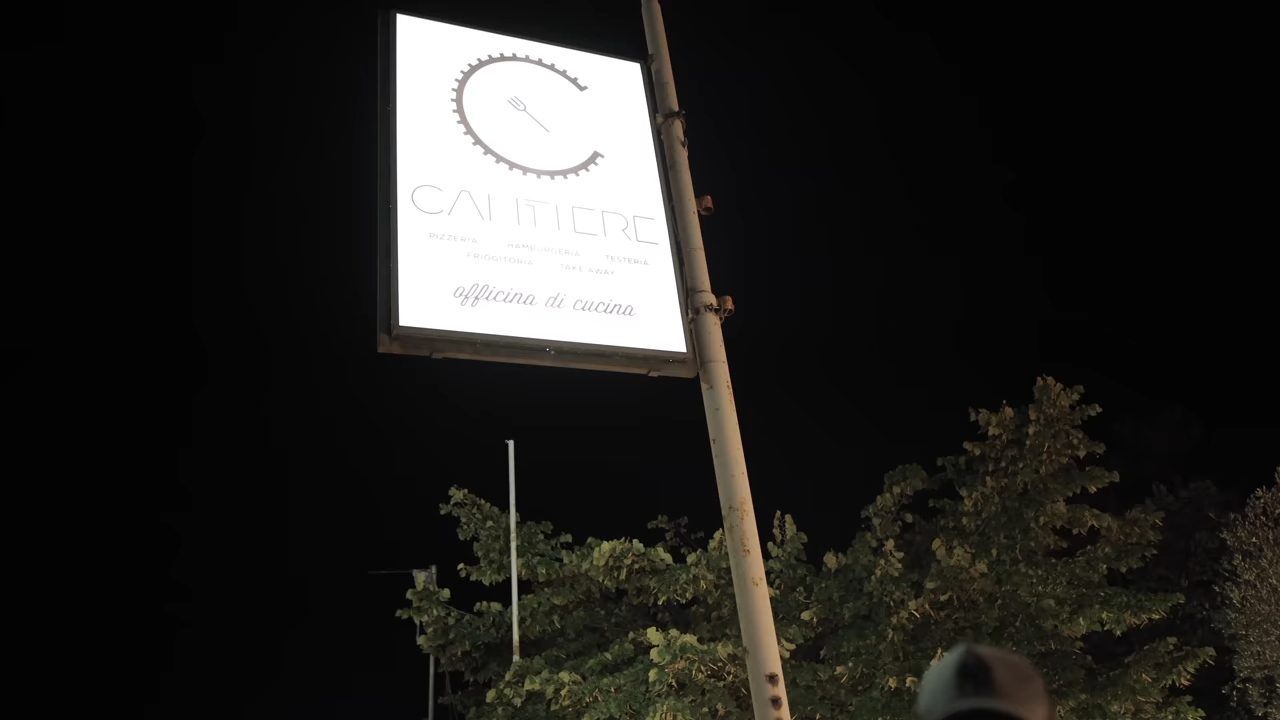 CANTIERE
PIZZERIA HAMBURGERIA TESTERIA
FRIGGITORIA TAKE AWAY
officina di cucina